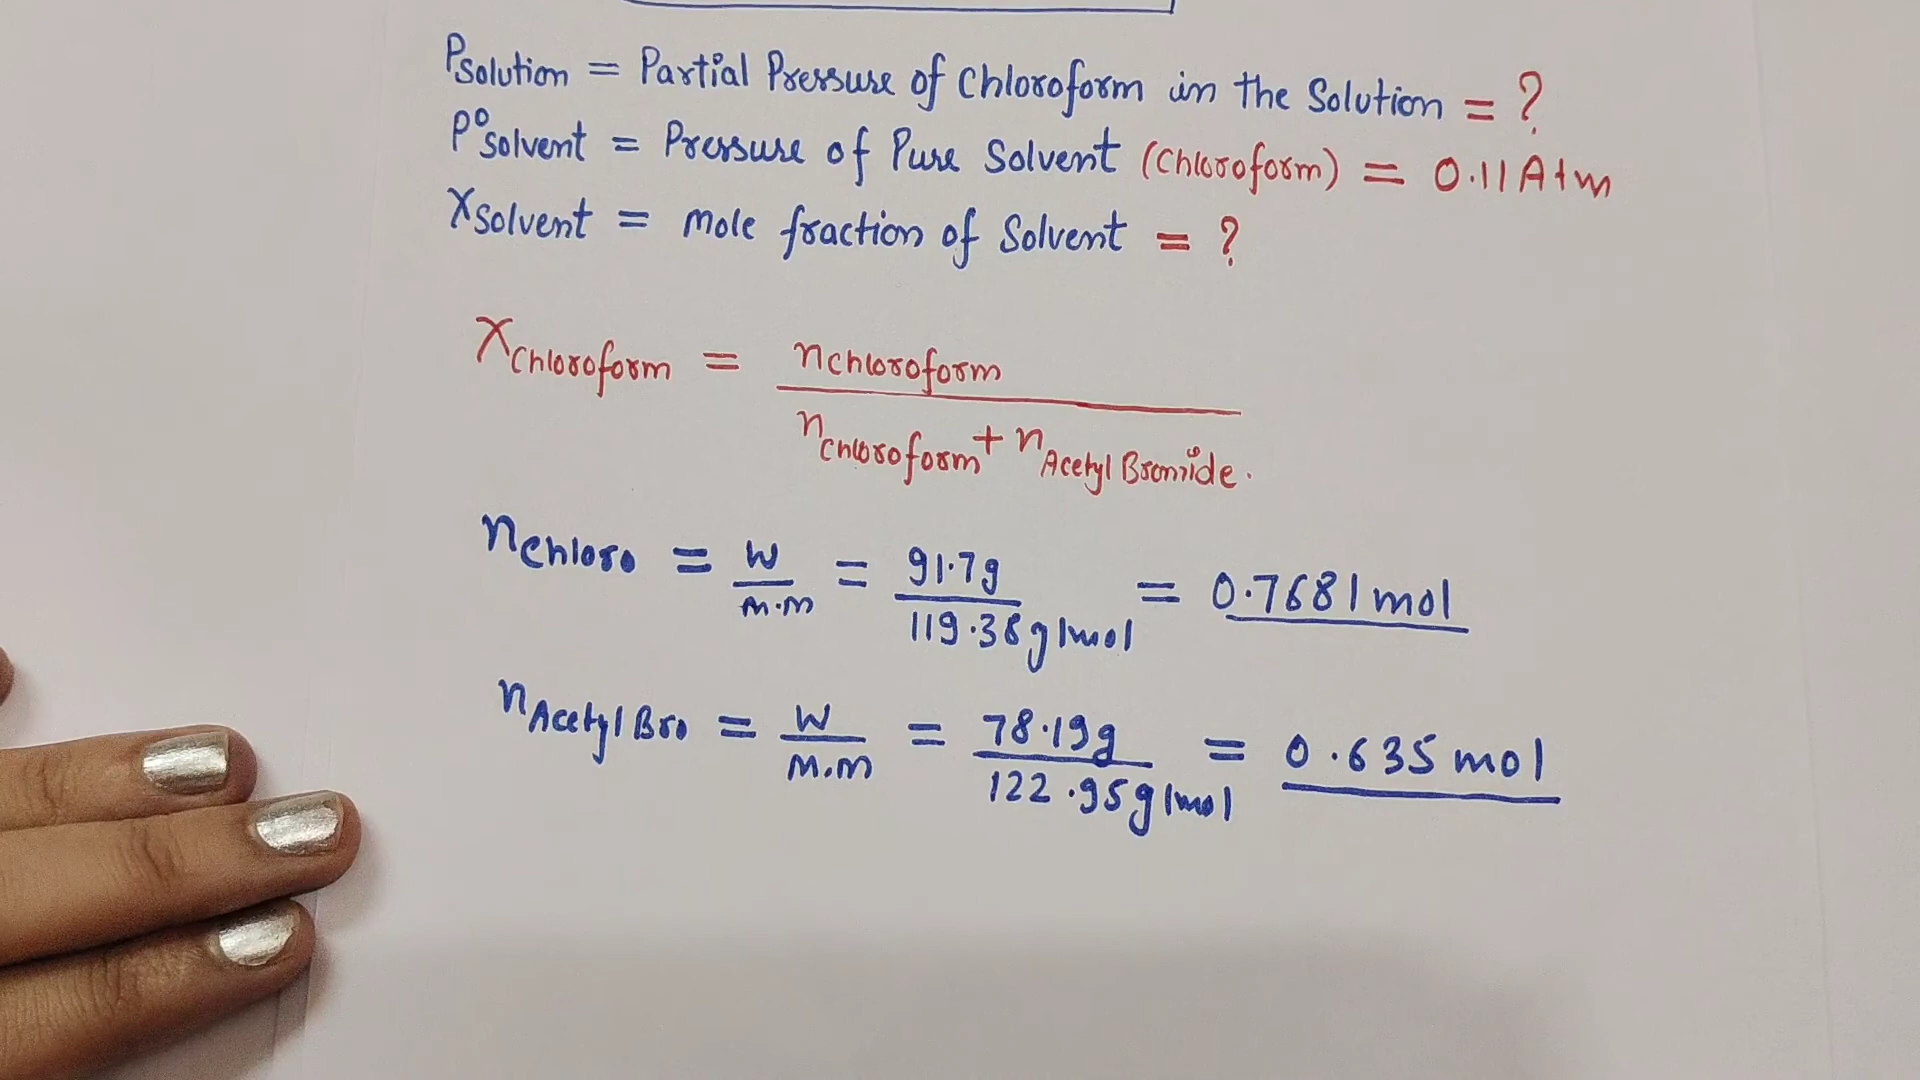 Psolution = Partial Pressure of Chloroform in the Solution = ?
P°solvent = Pressure of Pure Solvent (Chloroform) = 0.11 Atm
XSolvent = mole fraction of Solvent = ?
XChloroform = nchloroform / nchloroform + nAcetyl Bromide.
nChloro = W / m.m = 91.7g / 119.38 g/mol = 0.7681 mol
nAcetyl Bro = W / M.m = 78.19g / 122.95 g/mol = 0.635 mol